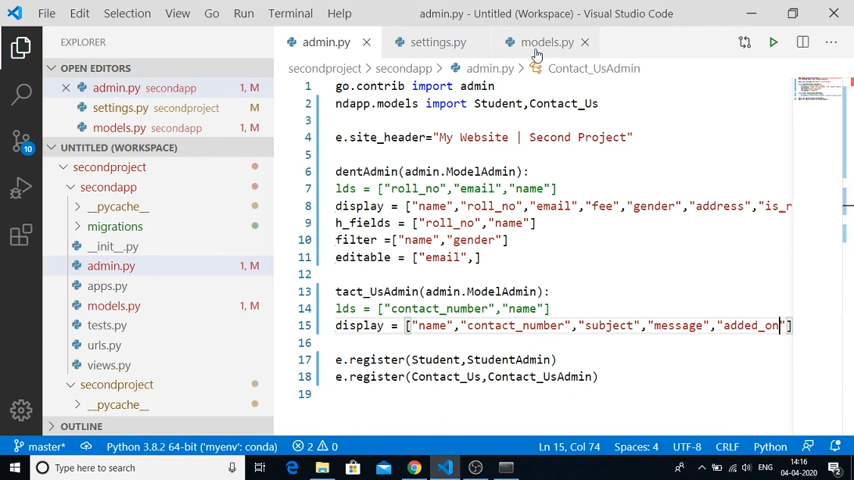 File Edit Selection View Go Run Terminal Help admin.py - Untitled (Workspace) - Visual Studio Code
EXPLORER
admin.py settings.py models.py
OPEN EDITORS
secondproject > secondapp > admin.py > Contact_UsAdmin
admin.py secondapp 1, M
settings.py secondproject
models.py secondapp 1, M
UNTITLED (WORKSPACE)
secondproject
secondapp
__pycache__
migrations
__init__.py
admin.py 1, M
apps.py
models.py 1, M
tests.py
urls.py
views.py
secondproject
__pycache__
OUTLINE
10
1 go.contrib import admin
2 ndapp.models import Student,Contact_Us
3
4 e.site_header="My Website | Second Project"
5
6 dentAdmin(admin.ModelAdmin):
7 lds = ["roll_no","email","name"]
8 display = ["name","roll_no","email","fee","gender","address","is_r
9 h_fields = ["roll_no","name"]
10 filter =["name","gender"]
11 editable = ["email",]
12
13 tact_UsAdmin(admin.ModelAdmin):
14 lds = ["contact_number","name"]
15 display = ["name","contact_number","subject","message","added_on"]
16
17 e.register(Student,StudentAdmin)
18 e.register(Contact_Us,Contact_UsAdmin)
19
master* Python 3.8.2 64-bit ('myenv': conda) 2 0 Ln 15, Col 74 Spaces: 4 UTF-8 CRLF Python
Type here to search
ENG
14:16
04-04-2020